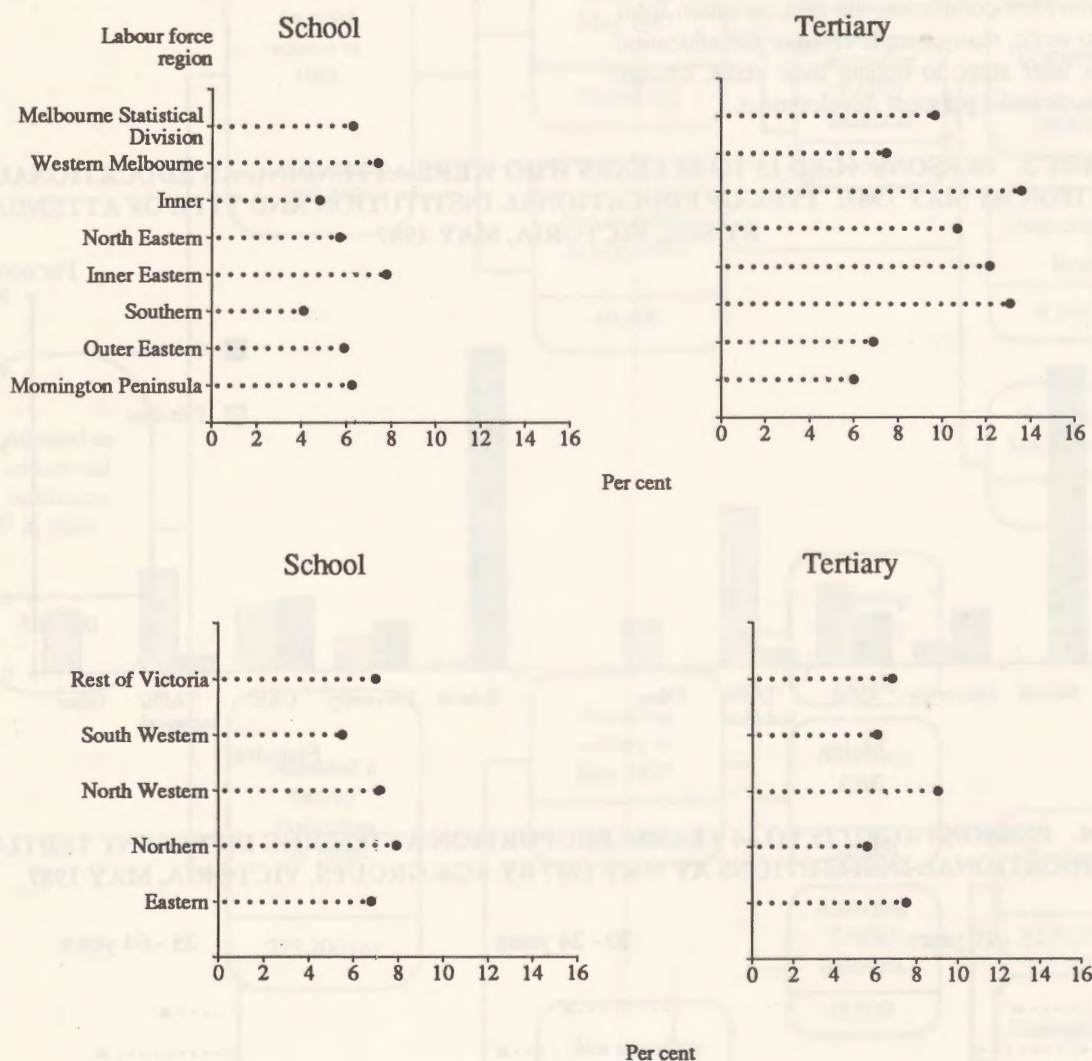 Labour force
region
School
Tertiary
Melbourne Statistical
Division
Western Melbourne
Inner
North Eastern
Inner Eastern
Southern
Outer Eastern
Mornington Peninsula
0 2 4 6 8 10 12 14 16
0 2 4 6 8 10 12 14 16
Per cent
School
Tertiary
Rest of Victoria
South Western
North Western
Northern
Eastern
0 2 4 6 8 10 12 14 16
0 2 4 6 8 10 12 14 16
Per cent